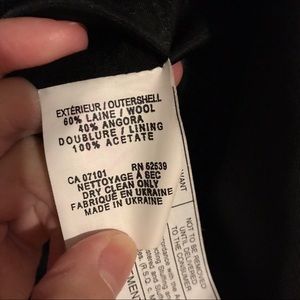 EXTÉRIEUR / OUTERSHELL
60% LAINE / WOOL
40% ANGORA
DOUBLURE / LINING
100% ACETATE
CA 07101 RN 62539
NETTOYAGE À SEC
DRY CLEAN ONLY
FABRIQUÉ EN UKRAINE
MADE IN UKRAINE
NOT TO BE REMOVED
UNTIL DELIVERED
TO THE CONSUMER